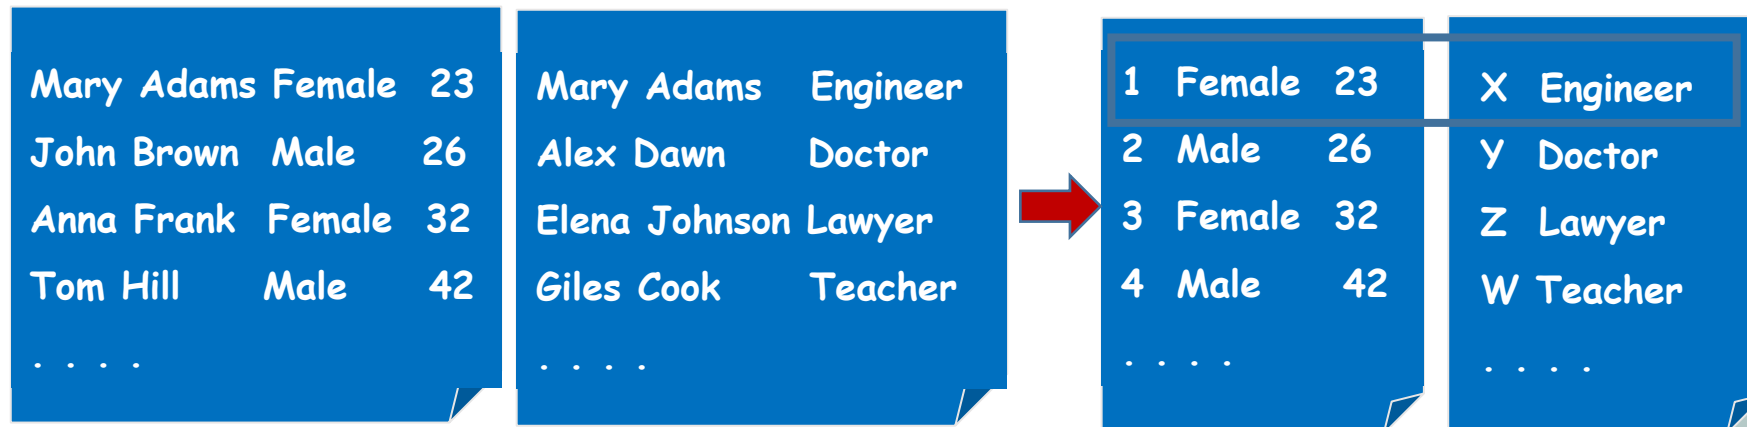 Mary Adams Female 23
John Brown Male 26
Anna Frank Female 32
Tom Hill Male 42
. . . .
Mary Adams Engineer
Alex Dawn Doctor
Elena Johnson Lawyer
Giles Cook Teacher
. . . .
1 Female 23
2 Male 26
3 Female 32
4 Male 42
. . . .
X Engineer
Y Doctor
Z Lawyer
W Teacher
. . . .